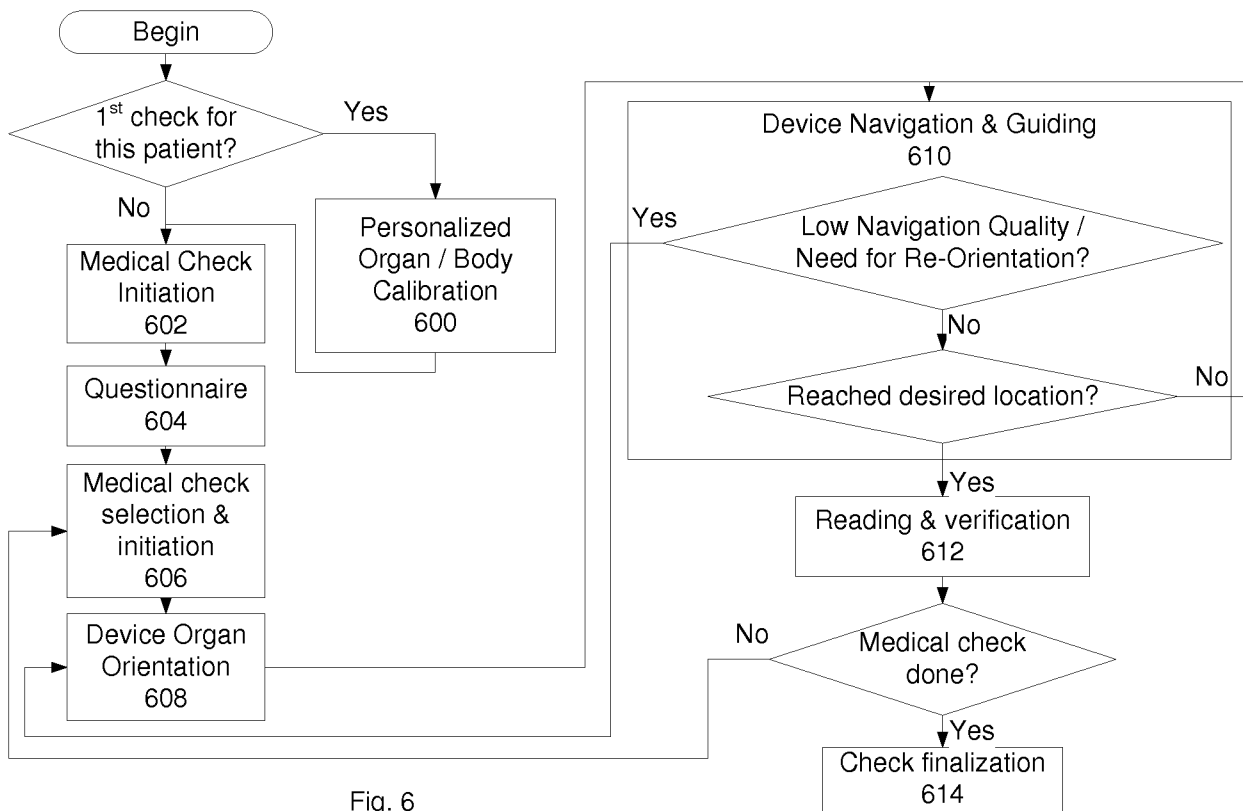 Begin
1st check for
this patient?
Yes
No
Personalized
Organ / Body
Calibration
600
Medical Check
Initiation
602
Questionnaire
604
Medical check
selection &
initiation
606
Device Organ
Orientation
608
Device Navigation & Guiding
610
Yes
Low Navigation Quality /
Need for Re-Orientation?
No
Reached desired location?
No
Yes
Reading & verification
612
No
Medical check
done?
Yes
Check finalization
614
Fig. 6